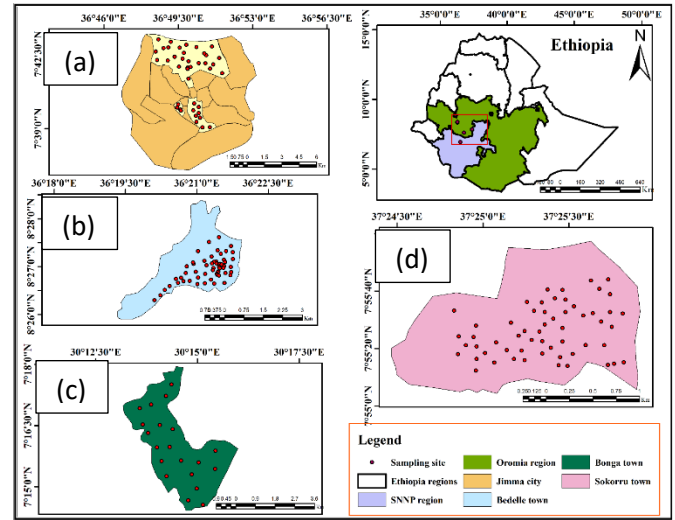 36°46'0"E 36°49'30"E 36°53'0"E 36°56'30"E
7°42'30"N
7°39'0"N
(a)
Km
35°0'0"E 40°0'0"E 45°0'0"E 50°0'0"E
15°0'0"N
10°0'0"N
5°0'0"N
Ethiopia
N
Km
36°18'0"E 36°19'30"E 36°21'0"E 36°22'30"E
8°28'0"N
8°27'0"N
8°26'0"N
(b)
Km
37°24'30"E 37°25'0"E 37°25'30"E
7°55'40"N
7°55'20"N
7°55'0"N
(d)
Km
30°12'30"E 30°15'0"E 30°17'30"E
7°18'0"N
7°16'30"N
7°15'0"N
(c)
Km
Legend
Sampling site
Ethiopia regions
SNNP region
Oromia region
Jimma city
Bedelle town
Bonga town
Sokorru town